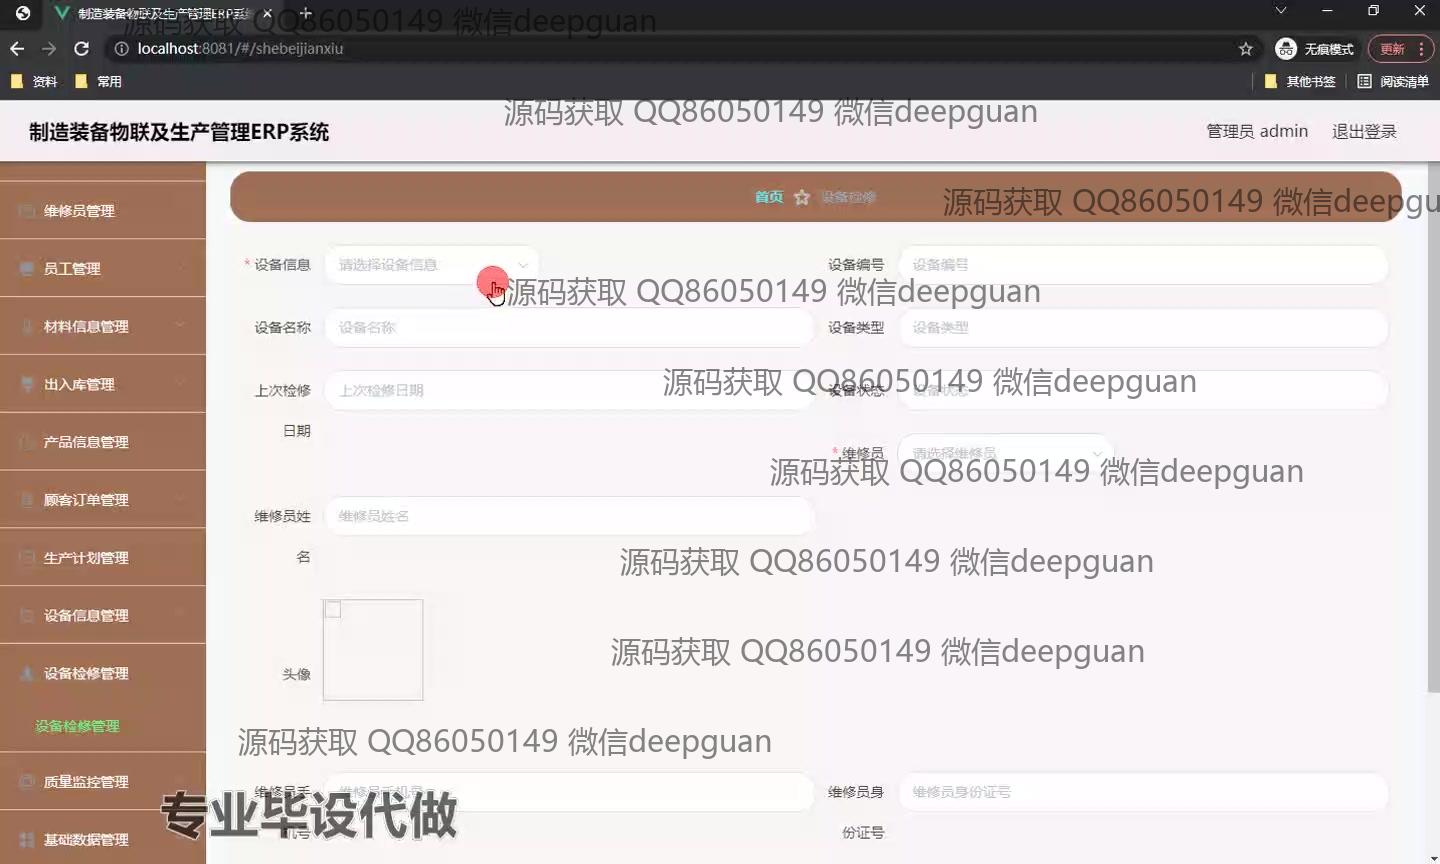 制造装备物联及生产管理ERP系统
源码获取 QQ86050149 微信deepguan
localhost:8081/#/shebeijianxiu
无痕模式
更新
资料
常用
其他书签
阅读清单
源码获取 QQ86050149 微信deepguan
制造装备物联及生产管理ERP系统
管理员 admin
退出登录
首页
设备检修
源码获取 QQ86050149 微信deepgu
维修员管理
员工管理
材料信息管理
出入库管理
产品信息管理
顾客订单管理
生产计划管理
设备信息管理
设备检修管理
设备检修管理
质量监控管理
基础数据管理
* 设备信息
请选择设备信息
设备编号
设备编号
源码获取 QQ86050149 微信deepguan
设备名称
设备名称
设备类型
设备类型
上次检修
日期
上次检修日期
设备状态
设备状态
源码获取 QQ86050149 微信deepguan
* 维修员
请选择维修员
源码获取 QQ86050149 微信deepguan
维修员姓
名
维修员姓名
源码获取 QQ86050149 微信deepguan
头像
源码获取 QQ86050149 微信deepguan
源码获取 QQ86050149 微信deepguan
维修员手
机号
维修员手机号
维修员身
份证号
维修员身份证号
专业毕设代做